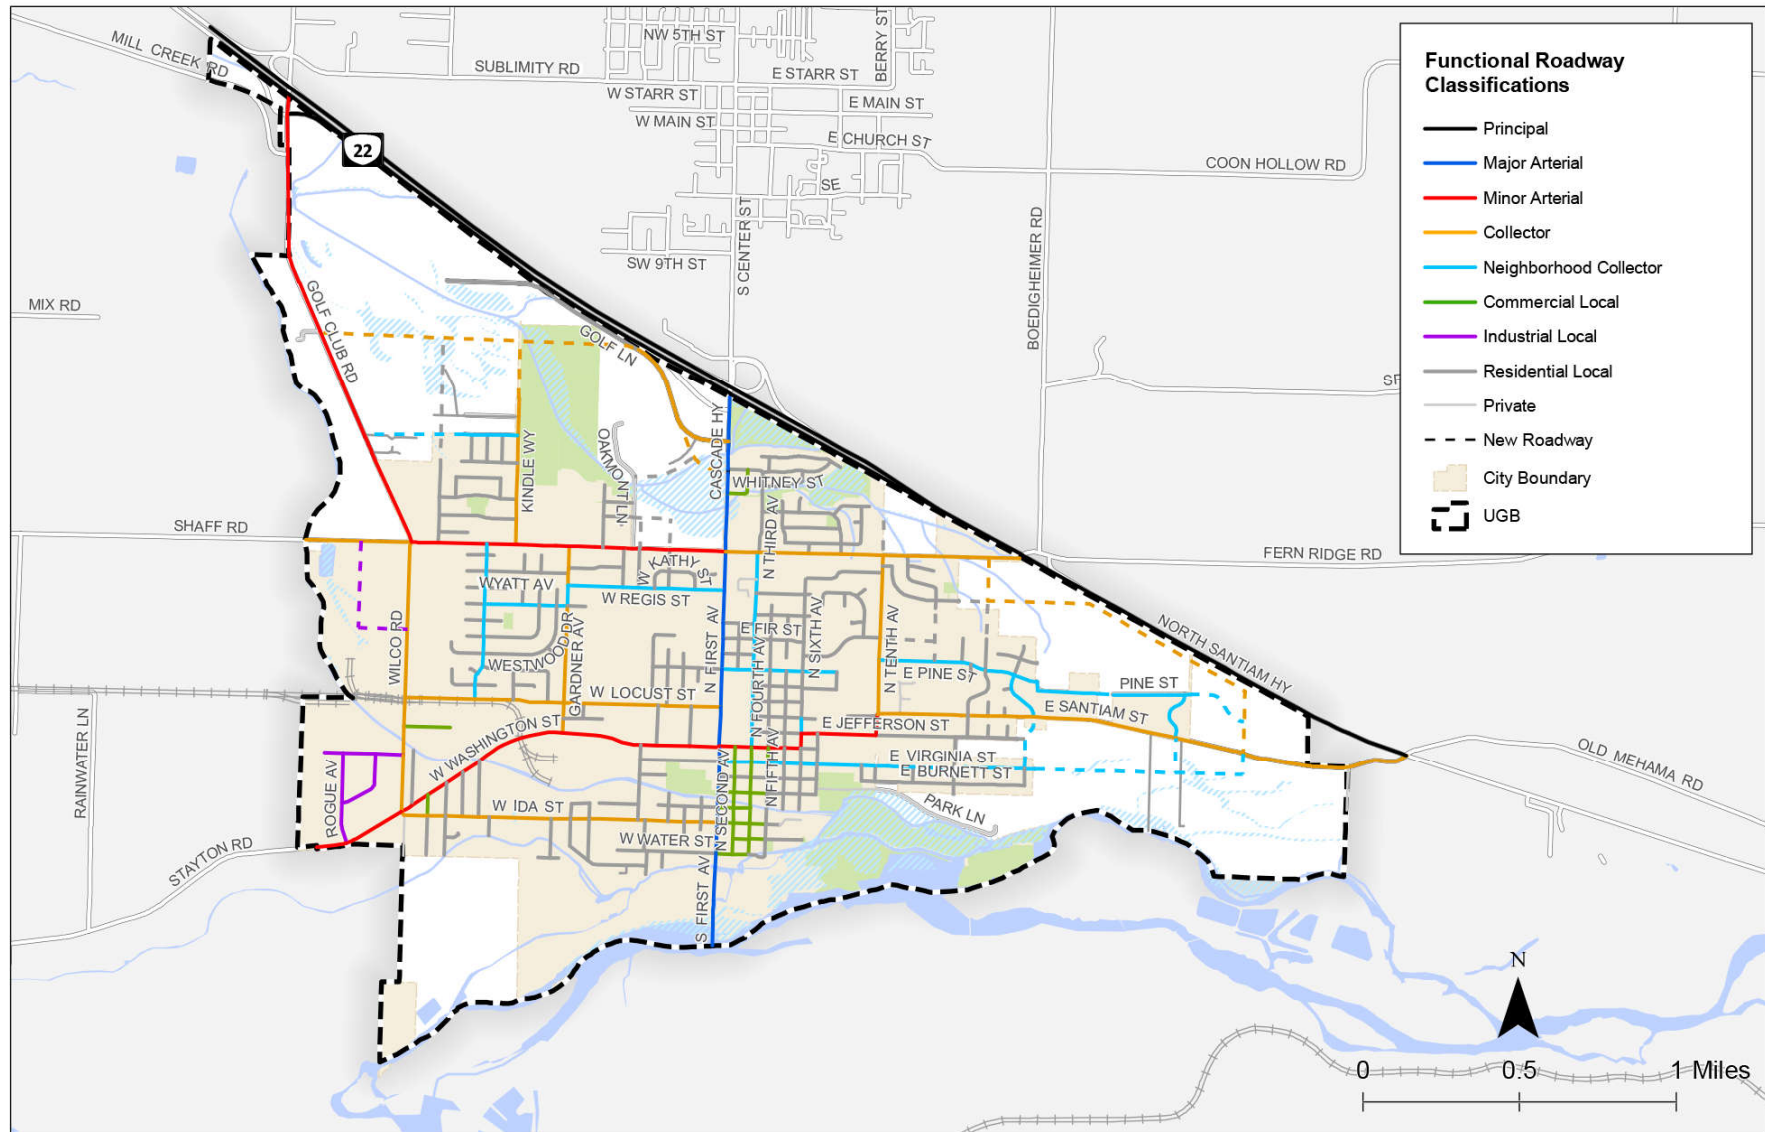 MILL CREEK RD
NW 5TH ST
BERRY ST
SUBLIMITY RD
E STARR ST
W STARR ST
E MAIN ST
W MAIN ST
E CHURCH ST
22
COON HOLLOW RD
SE
S CENTER ST
BOEDIGHEIMER RD
SW 9TH ST
MIX RD
GOLF CLUB RD
GOLF LN
SF
CASCADE HY
KINDLE WY
OAKMONT LN
WHITNEY ST
SHAFF RD
N THIRD AV
FERN RIDGE RD
W KATHY ST
WYATT AV
W REGIS ST
WILCO RD
WESTWOOD DR
GARDNER AV
N FIRST AV
E FIR ST
N FOURTH AV
N SIXTH AV
N TENTH AV
NORTH SANTIAM HY
E PINE ST
PINE ST
W LOCUST ST
E SANTIAM ST
E JEFFERSON ST
RAINWATER LN
W WASHINGTON ST
E VIRGINIA ST
E BURNETT ST
OLD MEHAMA RD
ROGUE AV
N SECOND AV
N FIFTH AV
W IDA ST
PARK LN
W WATER ST
STAYTON RD
S FIRST AV
Functional Roadway
Classifications
Principal
Major Arterial
Minor Arterial
Collector
Neighborhood Collector
Commercial Local
Industrial Local
Residential Local
Private
New Roadway
City Boundary
UGB
N
0 0.5 1 Miles